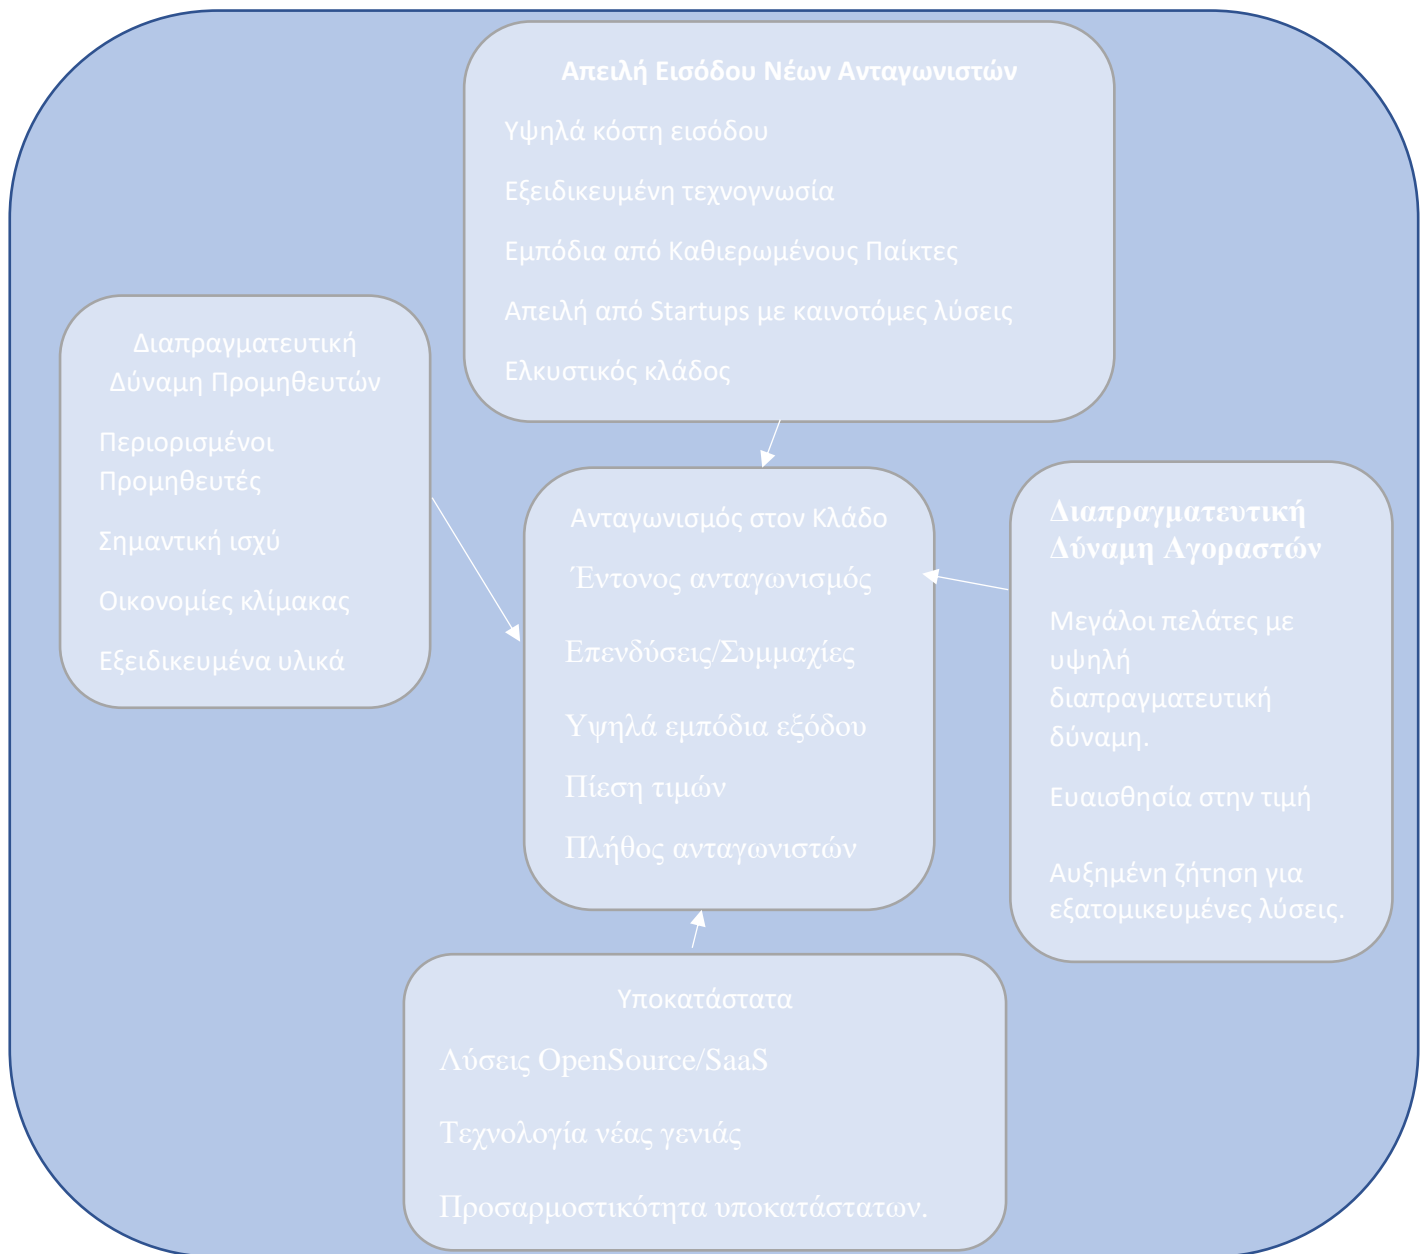 Απειλή Εισόδου Νέων Ανταγωνιστών
Υψηλά κόστη εισόδου
Εξειδικευμένη τεχνογνωσία
Εμπόδια από Καθιερωμένους Παίκτες
Απειλή από Startups με καινοτόμες λύσεις
Ελκυστικός κλάδος
Διαπραγματευτική
Δύναμη Προμηθευτών
Περιορισμένοι
Προμηθευτές
Σημαντική ισχύ
Οικονομίες κλίμακας
Εξειδικευμένα υλικά
Ανταγωνισμός στον Κλάδο
Έντονος ανταγωνισμός
Επενδύσεις/Συμμαχίες
Υψηλά εμπόδια εξόδου
Πίεση τιμών
Πλήθος ανταγωνιστών
Διαπραγματευτική
Δύναμη Αγοραστών
Μεγάλοι πελάτες με
υψηλή
διαπραγματευτική
δύναμη.
Ευαισθησία στην τιμή
Αυξημένη ζήτηση για
εξατομικευμένες λύσεις.
Υποκατάστατα
Λύσεις OpenSource/SaaS
Τεχνολογία νέας γενιάς
Προσαρμοστικότητα υποκατάστατων.